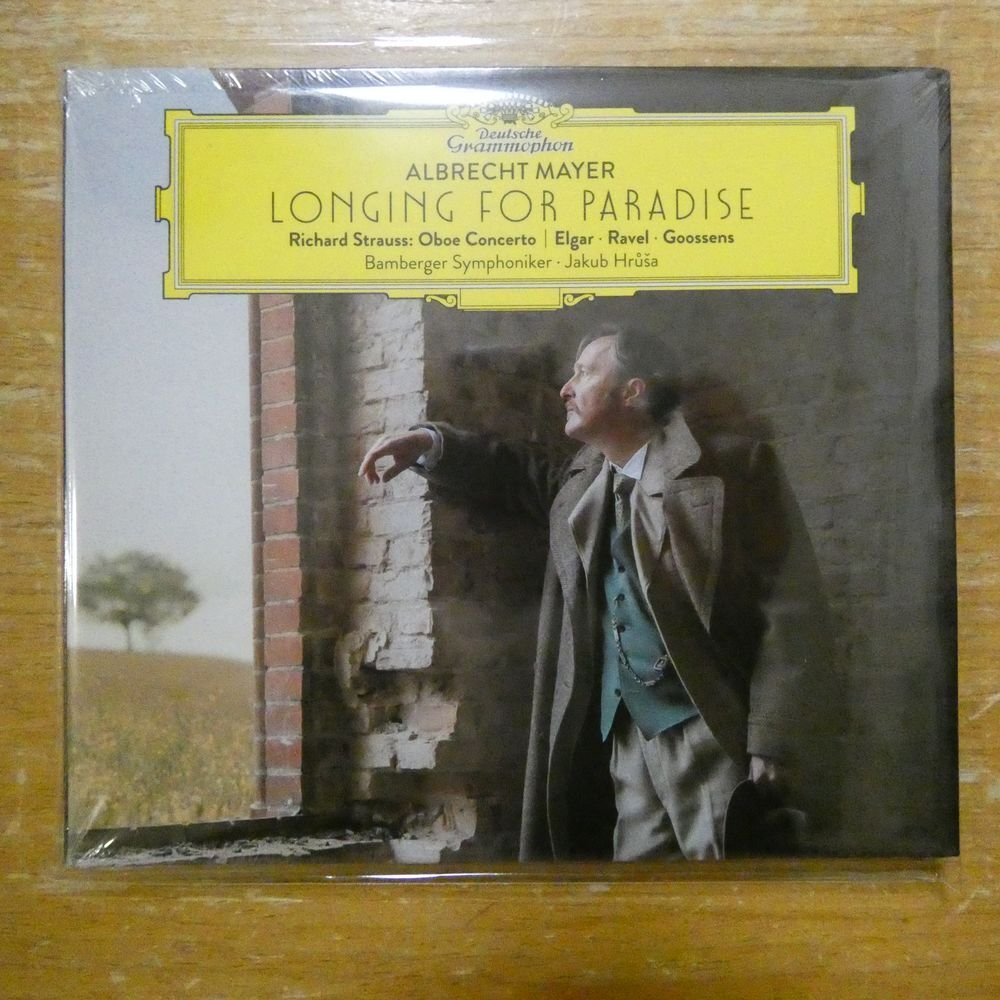 Deutsche
Grammophon
ALBRECHT MAYER
LONGING FOR PARADISE
Richard Strauss: Oboe Concerto | Elgar · Ravel · Goossens
Bamberger Symphoniker · Jakub Hrůša